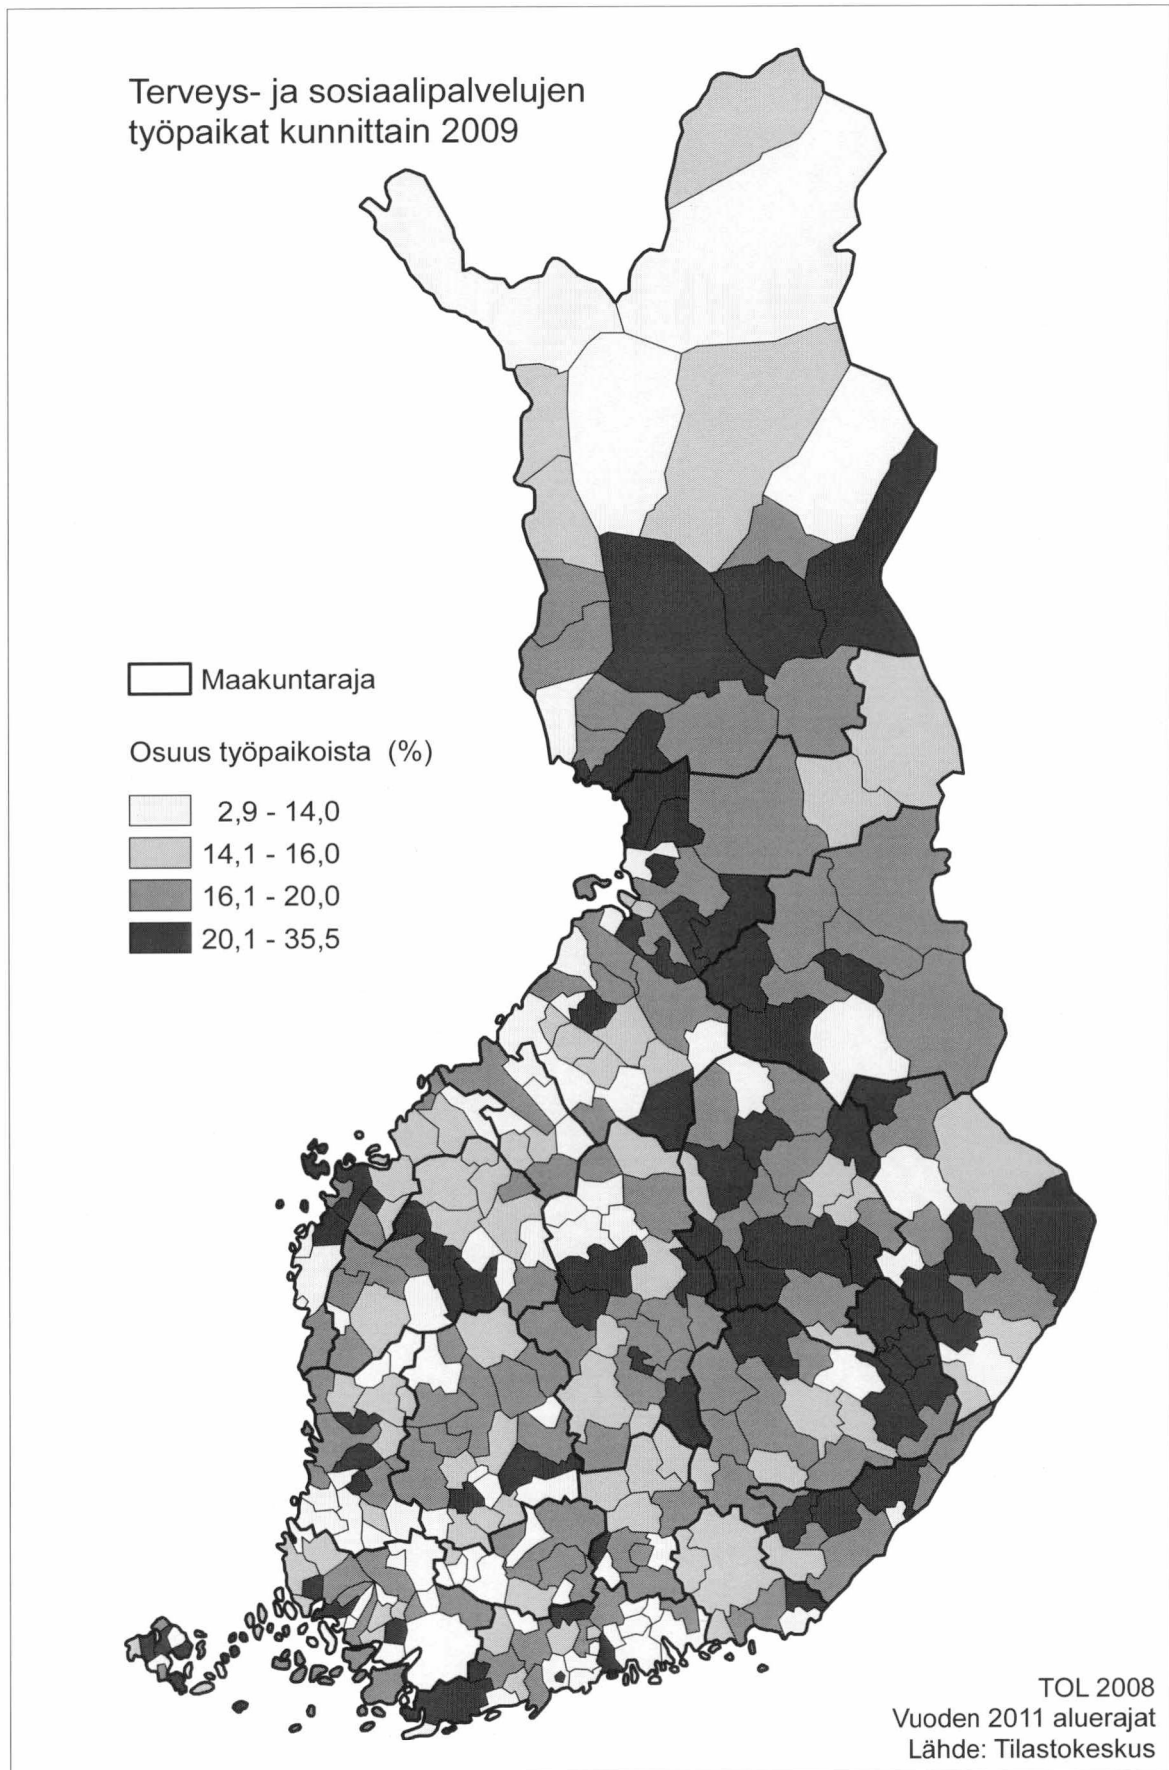 Terveys- ja sosiaalipalvelujen
työpaikat kunnittain 2009
Maakuntaraja
Osuus työpaikoista (%)
2,9 - 14,0
14,1 - 16,0
16,1 - 20,0
20,1 - 35,5
TOL 2008
Vuoden 2011 aluerajat
Lähde: Tilastokeskus